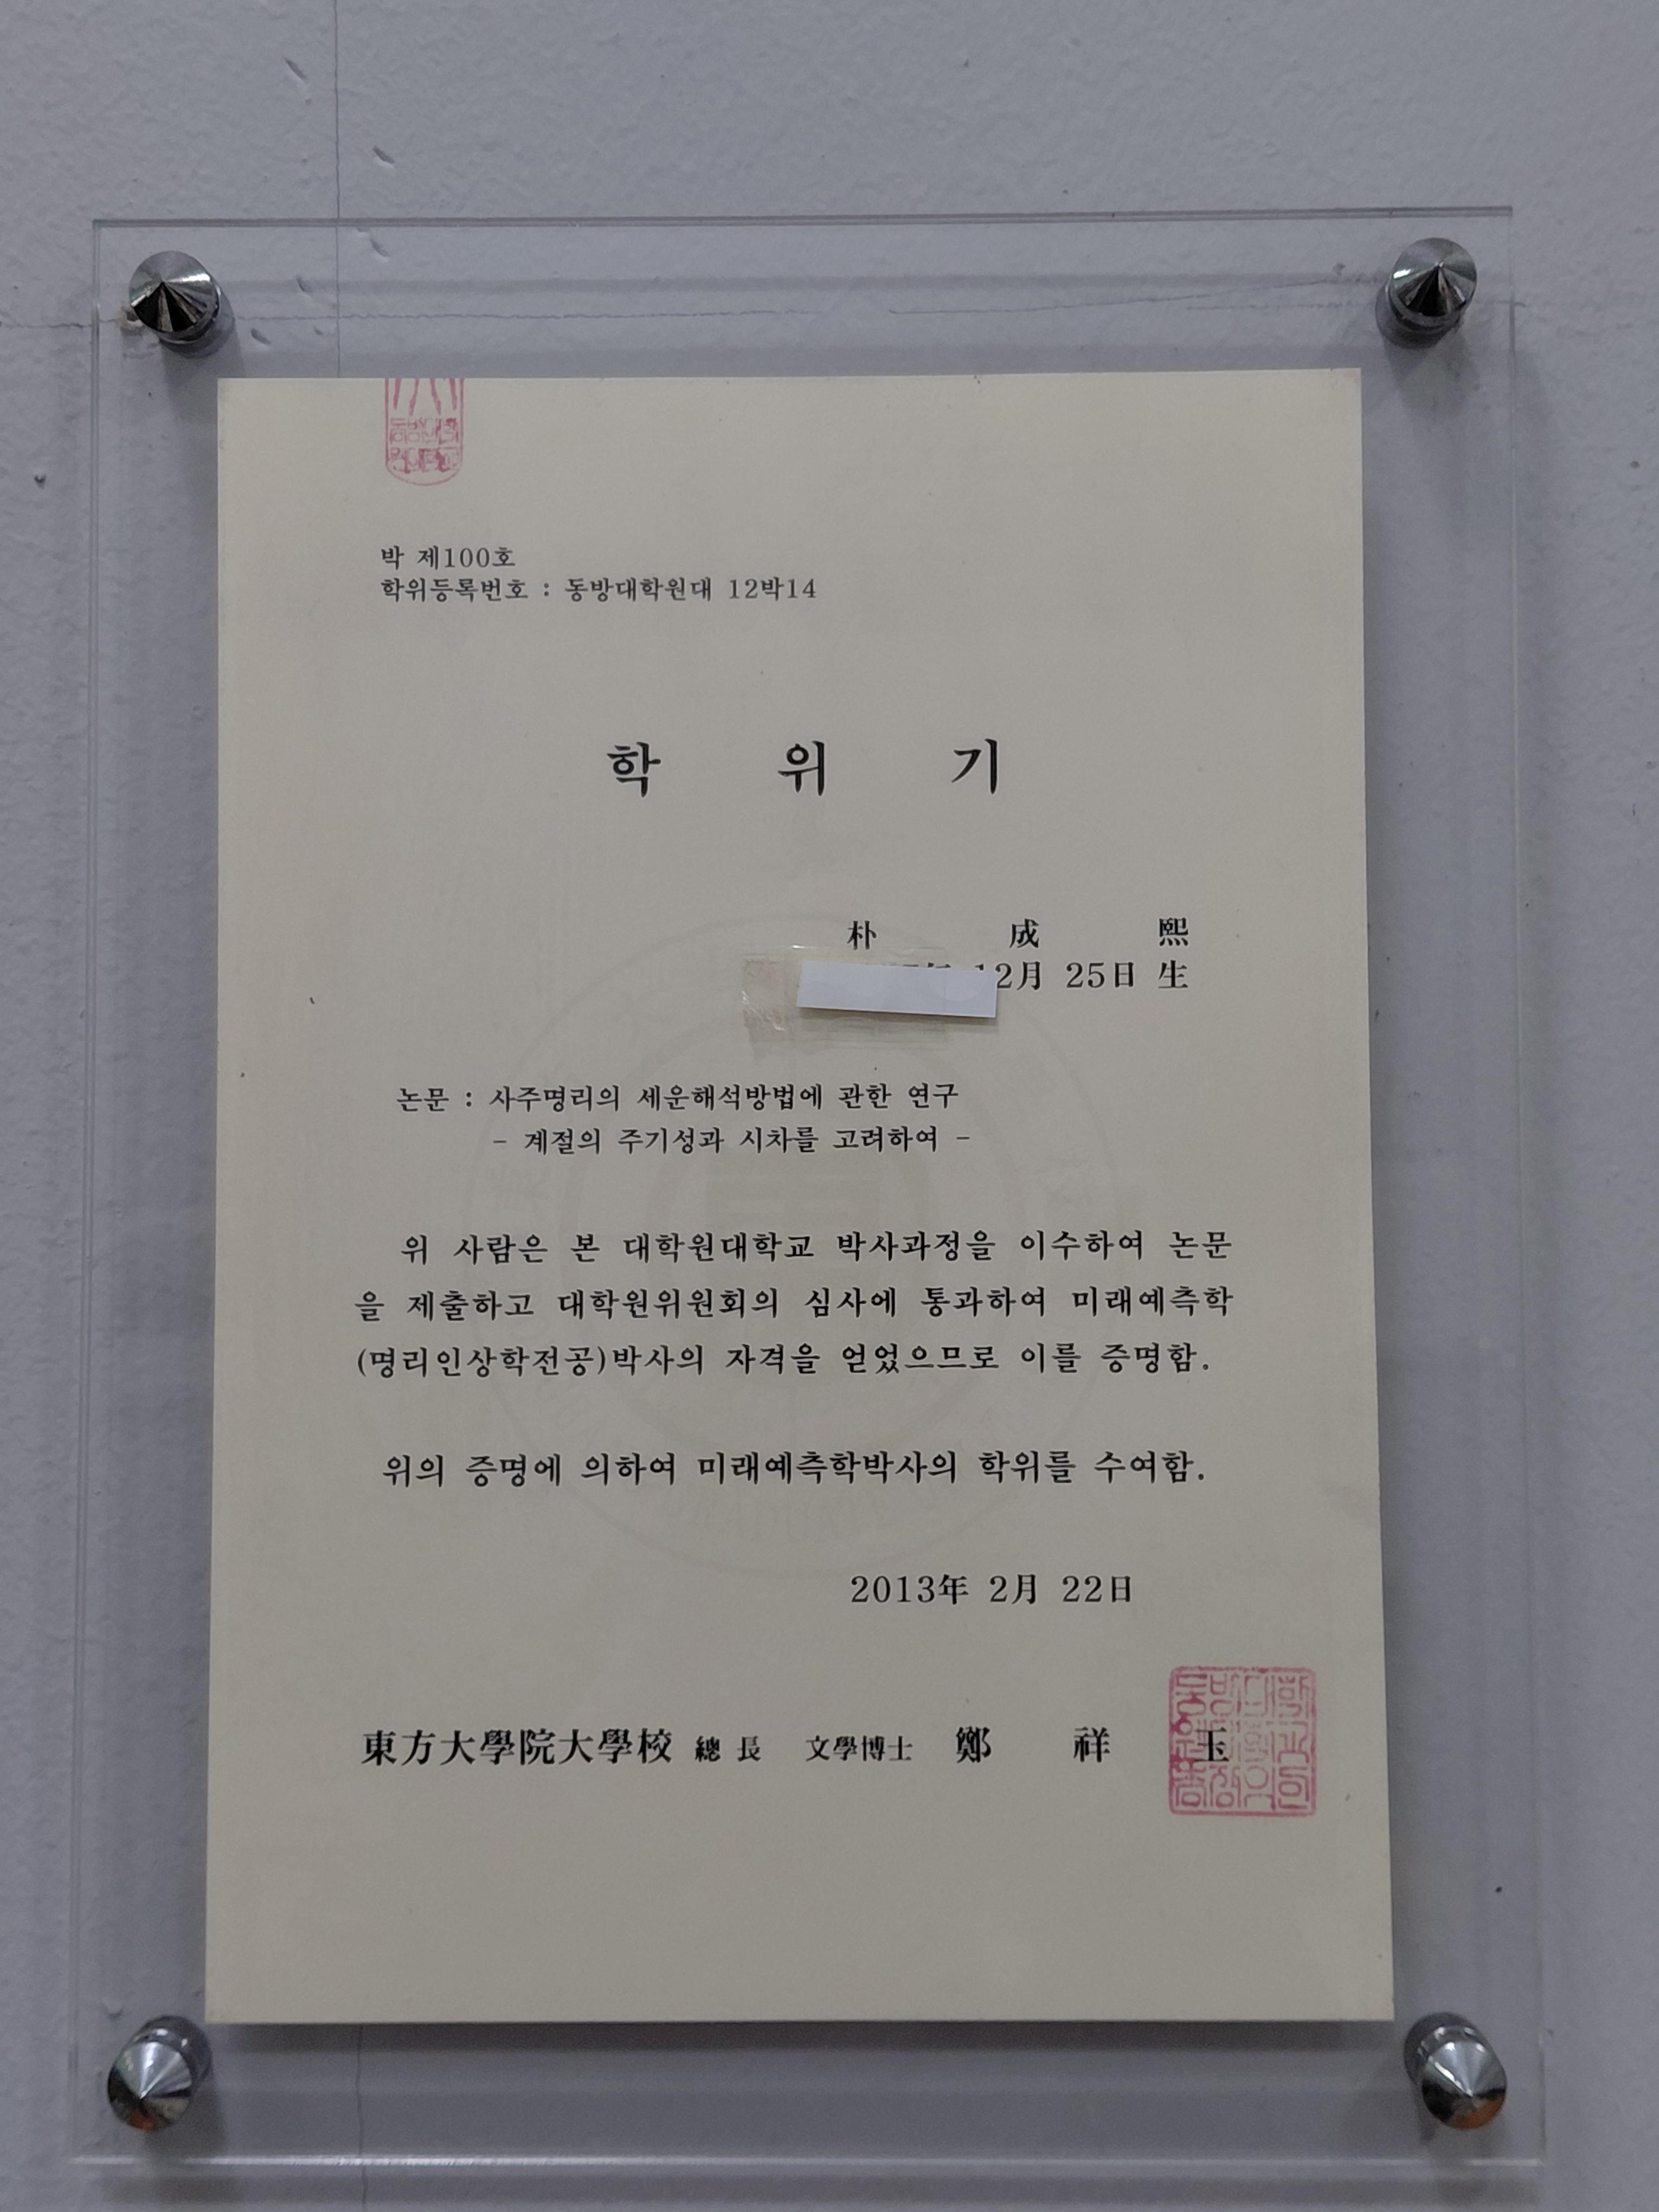 박 제100호
학위등록번호 : 동방대학원대 12박14
학 위 기
朴 成 熙
12月 25日 生
논문 : 사주명리의 세운해석방법에 관한 연구
- 계절의 주기성과 시차를 고려하여 -
위 사람은 본 대학원대학교 박사과정을 이수하여 논문
을 제출하고 대학원위원회의 심사에 통과하여 미래예측학
(명리인상학전공)박사의 자격을 얻었으므로 이를 증명함.
위의 증명에 의하여 미래예측학박사의 학위를 수여함.
2013年 2月 22日
東方大學院大學校 總長 文學博士 鄭 祥 玉